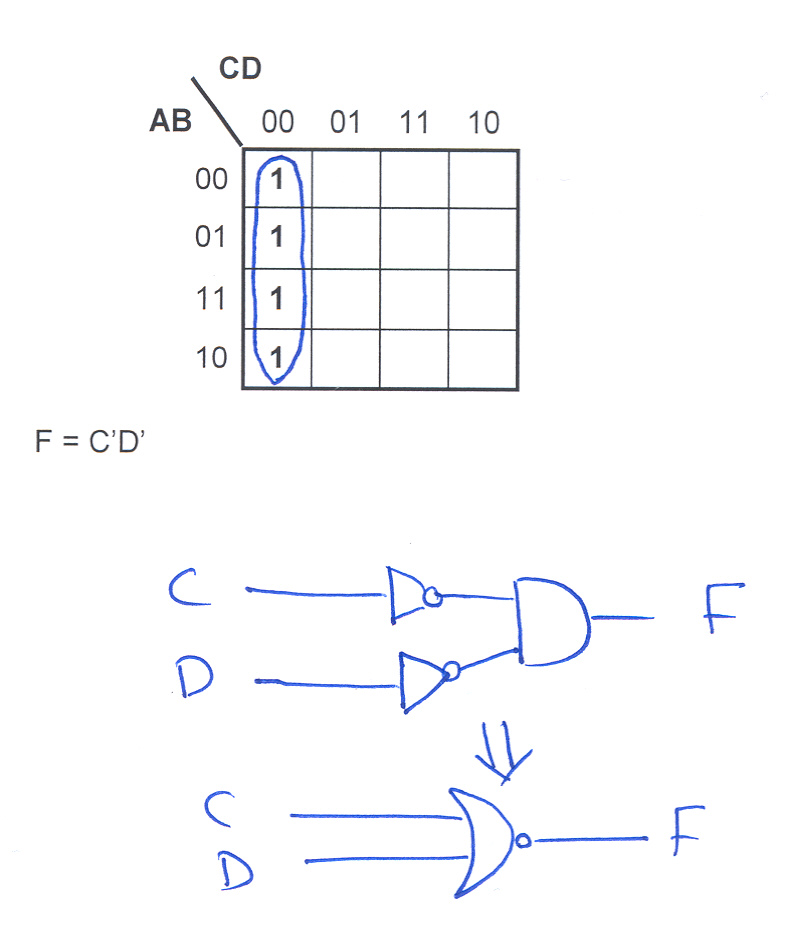 CD
AB 00 01 11 10
00 1
01 1
11 1
10 1
F = C’D’
C F
D
C F
D